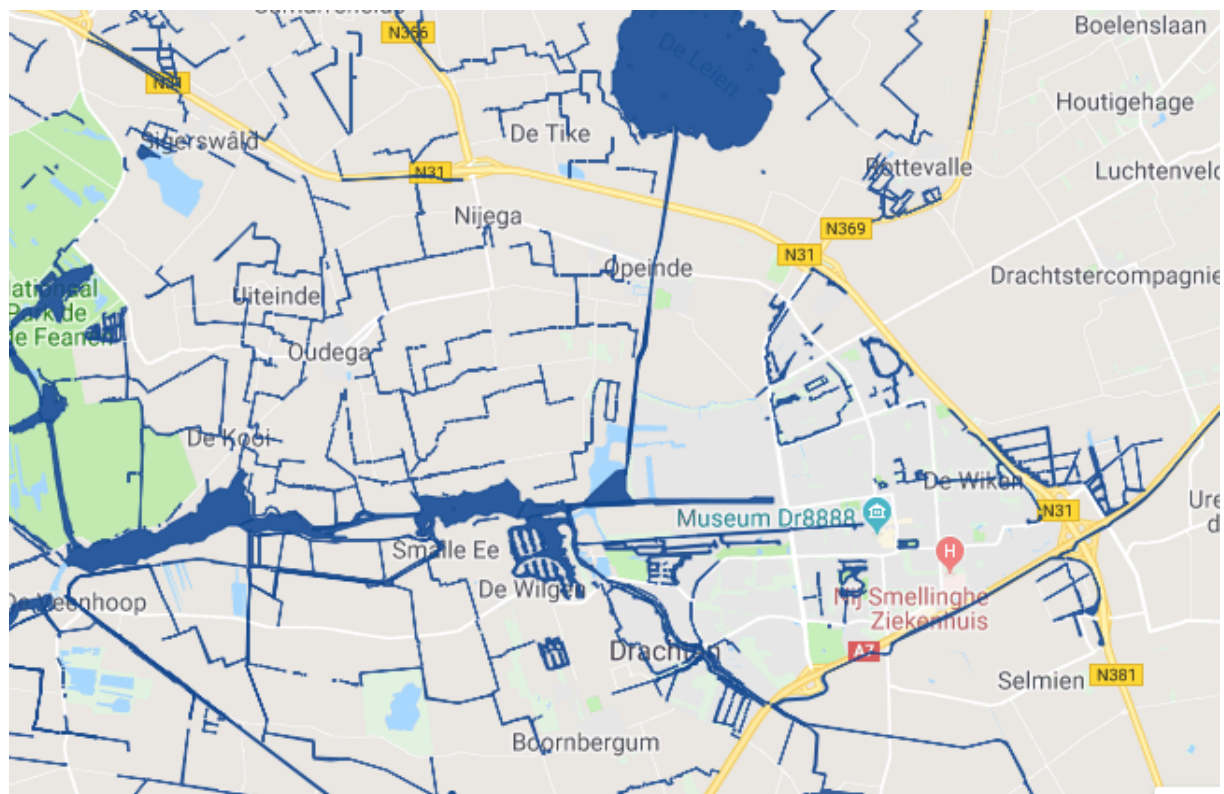 N356
Boelenslaan
De Leien
N31
Houtigehage
De Tike
Sigerswâld
Rottevalle
N31
Luchtenveld
Nijega
N369
N31
Opeinde
Drachtstercompagnie
Nationaal
Park de
Uiteinde
Feanen
Oudega
De Kooi
De Wiken
N31
Museum Dr8888
H
Smalle Ee
De Wilgen
De Veenhoop
Nij Smellinghe
Ziekenhuis
Drachten
A7
Selmien
N381
Boornbergum